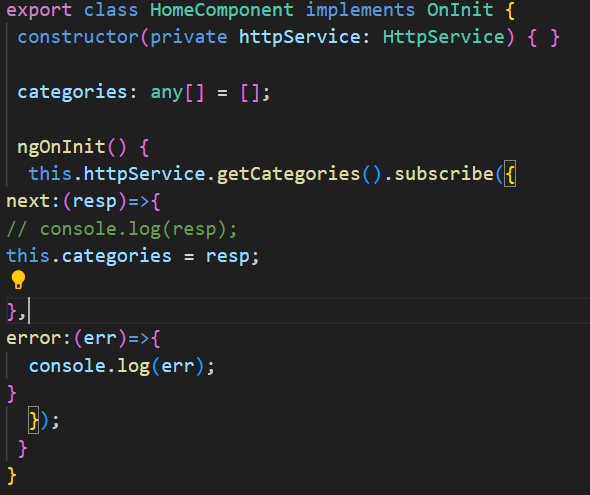 export class HomeComponent implements OnInit {
constructor(private httpService: HttpService) { }
categories: any[] = [];
ngOnInit() {
this.httpService.getCategories().subscribe({
next:(resp)=>{
// console.log(resp);
this.categories = resp;
},
error:(err)=>{
console.log(err);
}
});
}
}